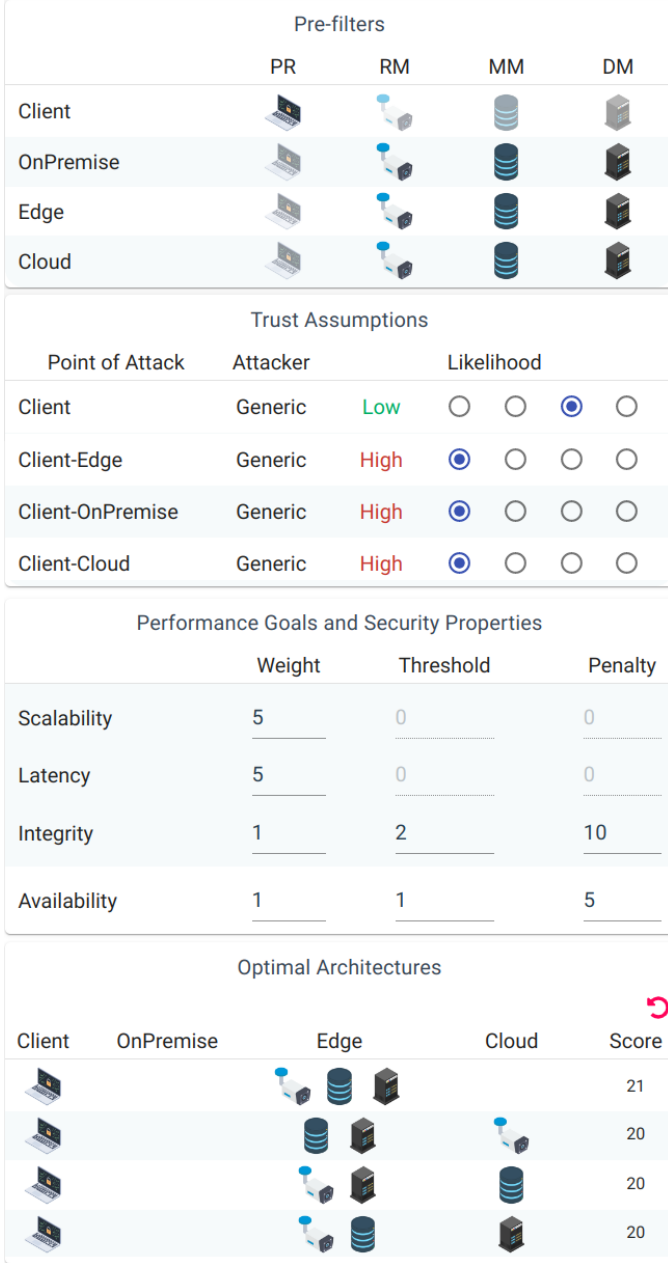 Pre-filters
PR RM MM DM
Client
OnPremise
Edge
Cloud
Trust Assumptions
Point of Attack Attacker Likelihood
Client Generic Low
Client-Edge Generic High
Client-OnPremise Generic High
Client-Cloud Generic High
Performance Goals and Security Properties
Weight Threshold Penalty
Scalability 5 0 0
Latency 5 0 0
Integrity 1 2 10
Availability 1 1 5
Optimal Architectures
Client OnPremise Edge Cloud Score
21
20
20
20